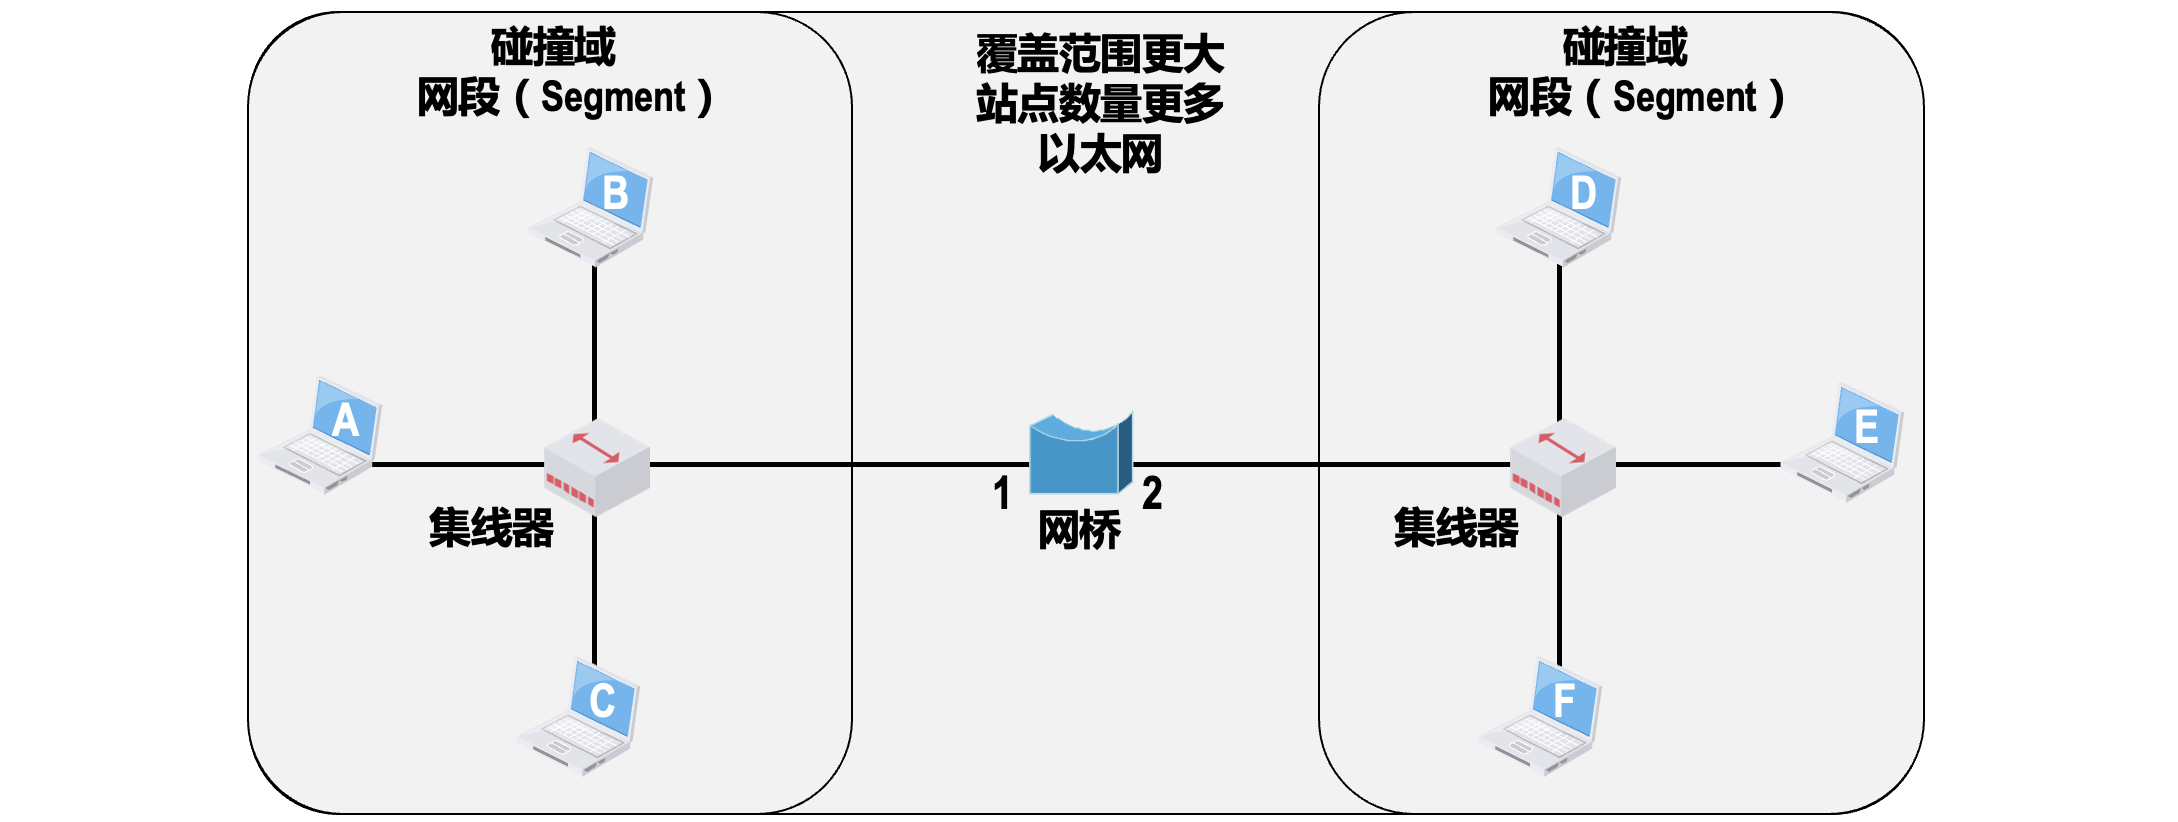 碰撞域
网段（Segment）
覆盖范围更大
站点数量更多
以太网
碰撞域
网段（Segment）
B
D
A
E
1
2
集线器
网桥
集线器
C
F